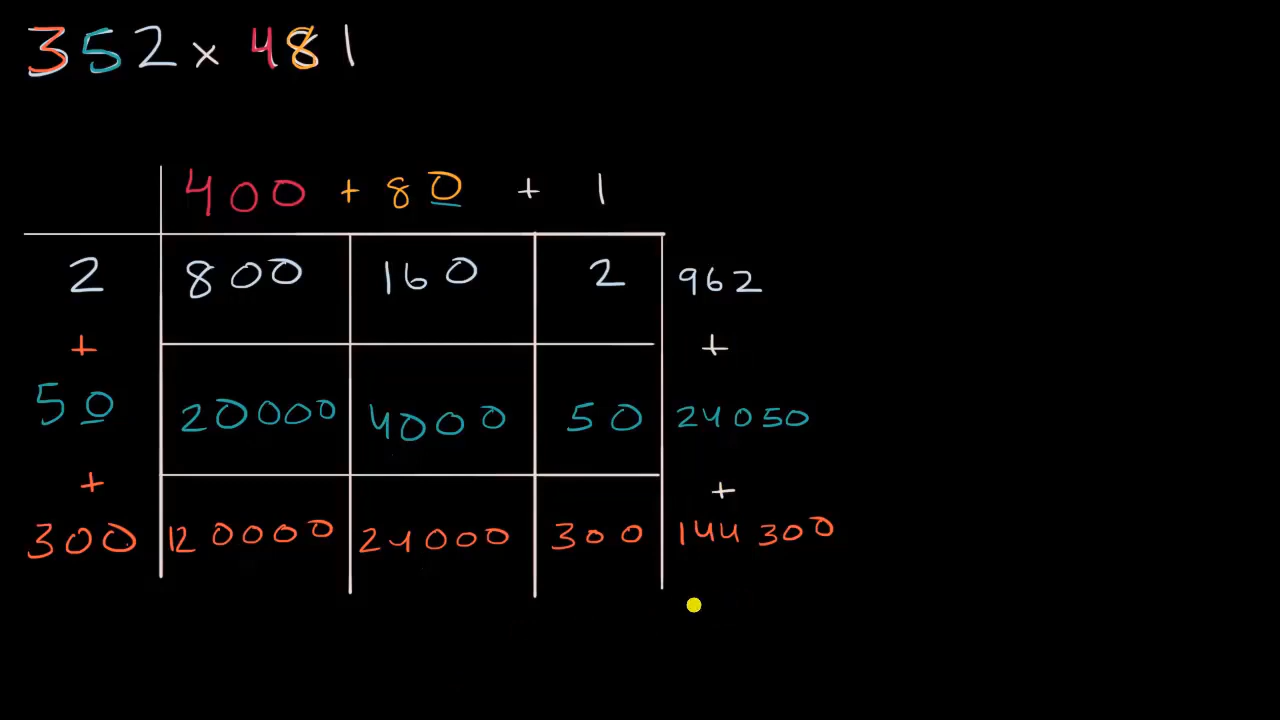 352 × 481
400 + 80 + 1
2 800 160 2 962
+ +
50 20000 4000 50 24050
+ +
300 120000 24000 300 144300